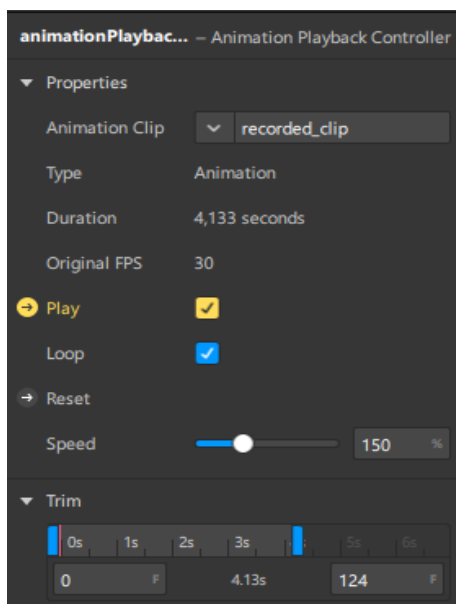 animationPlaybac... – Animation Playback Controller
Properties
Animation Clip recorded_clip
Type Animation
Duration 4,133 seconds
Original FPS 30
Play
Loop
Reset
Speed 150 %
Trim
0s 1s 2s 3s 5s 6s
0 F 4.13s 124 F